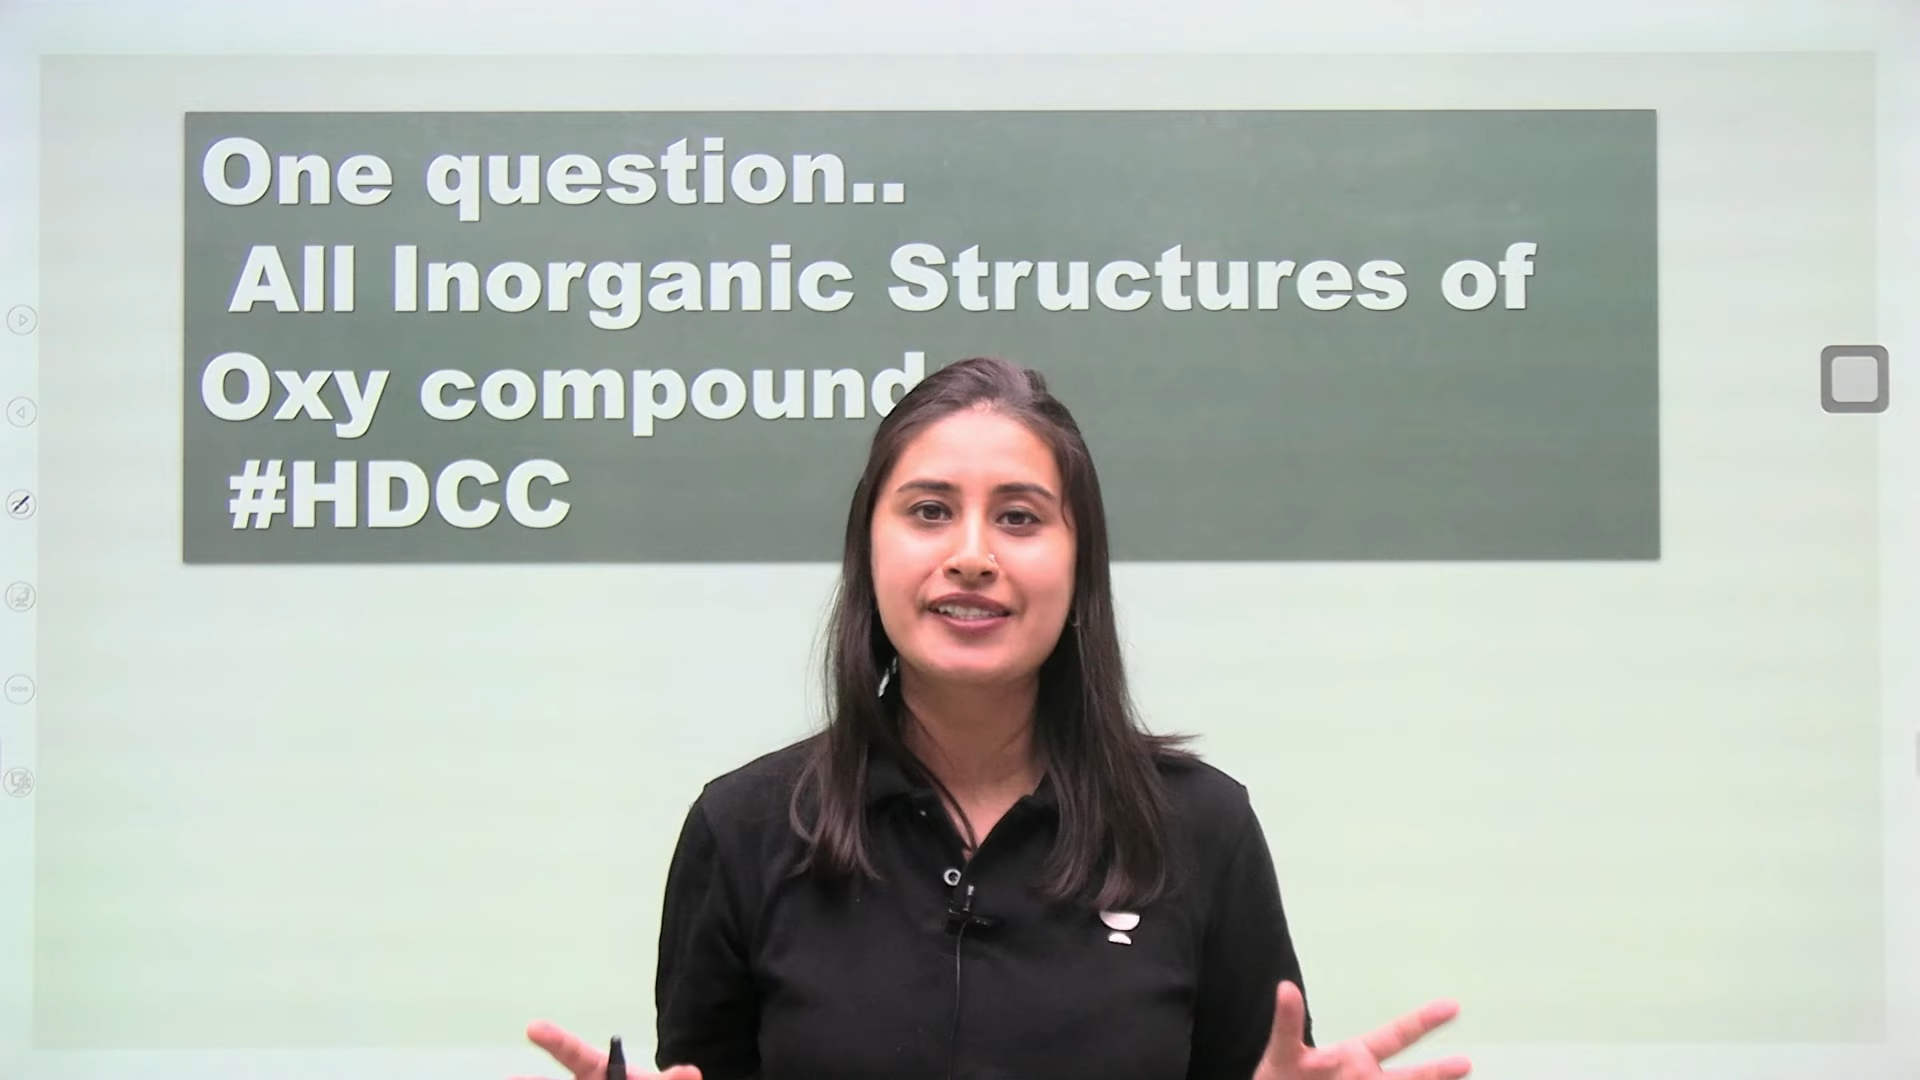 One question..
All Inorganic Structures of
Oxy compound
#HDCC